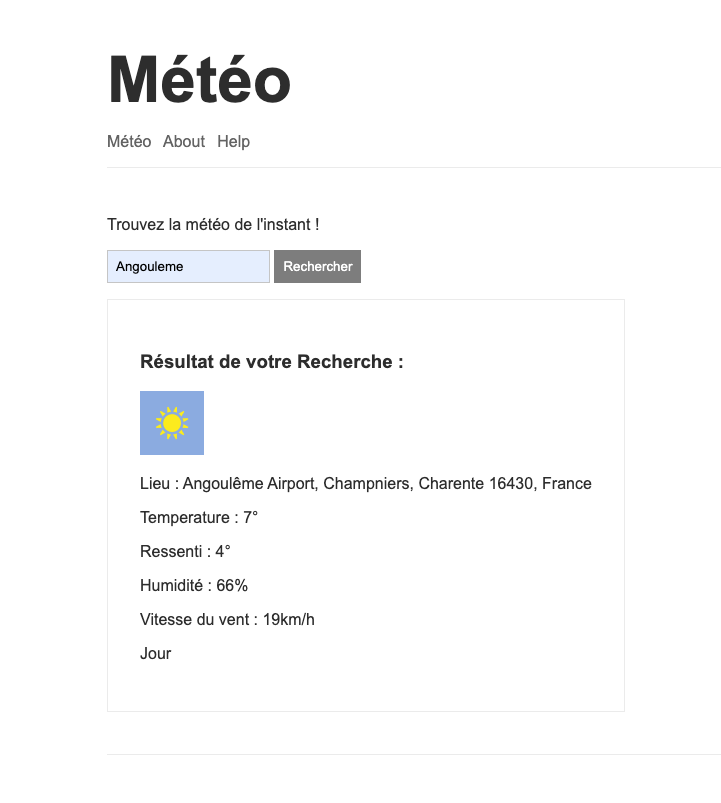 Météo
Météo About Help
Trouvez la météo de l'instant !
Angouleme Rechercher
Résultat de votre Recherche :
Lieu : Angoulême Airport, Champniers, Charente 16430, France
Temperature : 7°
Ressenti : 4°
Humidité : 66%
Vitesse du vent : 19km/h
Jour